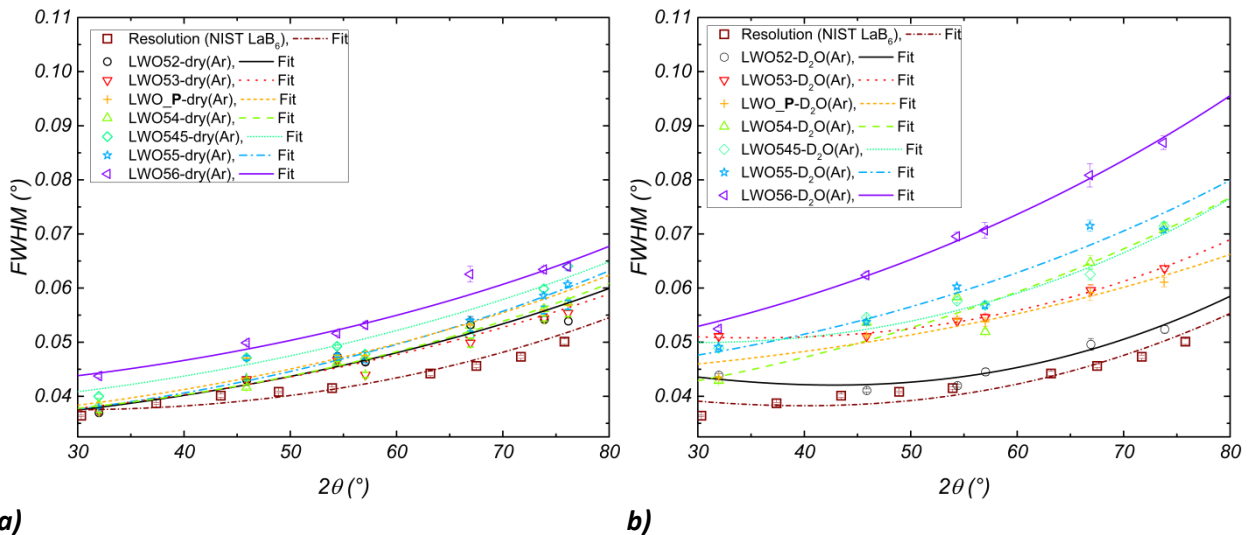 0.11
0.10
0.09
0.08
0.07
0.06
0.05
0.04
FWHM (°)
Resolution (NIST LaB6), Fit
LWO52-dry(Ar), Fit
LWO53-dry(Ar), Fit
LWO_P-dry(Ar), Fit
LWO54-dry(Ar), Fit
LWO545-dry(Ar), Fit
LWO55-dry(Ar), Fit
LWO56-dry(Ar), Fit
30 40 50 60 70 80
2θ (°)
a)
0.11
0.10
0.09
0.08
0.07
0.06
0.05
0.04
FWHM (°)
Resolution (NIST LaB6), Fit
LWO52-D2O(Ar), Fit
LWO53-D2O(Ar), Fit
LWO_P-D2O(Ar), Fit
LWO54-D2O(Ar), Fit
LWO545-D2O(Ar), Fit
LWO55-D2O(Ar), Fit
LWO56-D2O(Ar), Fit
30 40 50 60 70 80
2θ (°)
b)